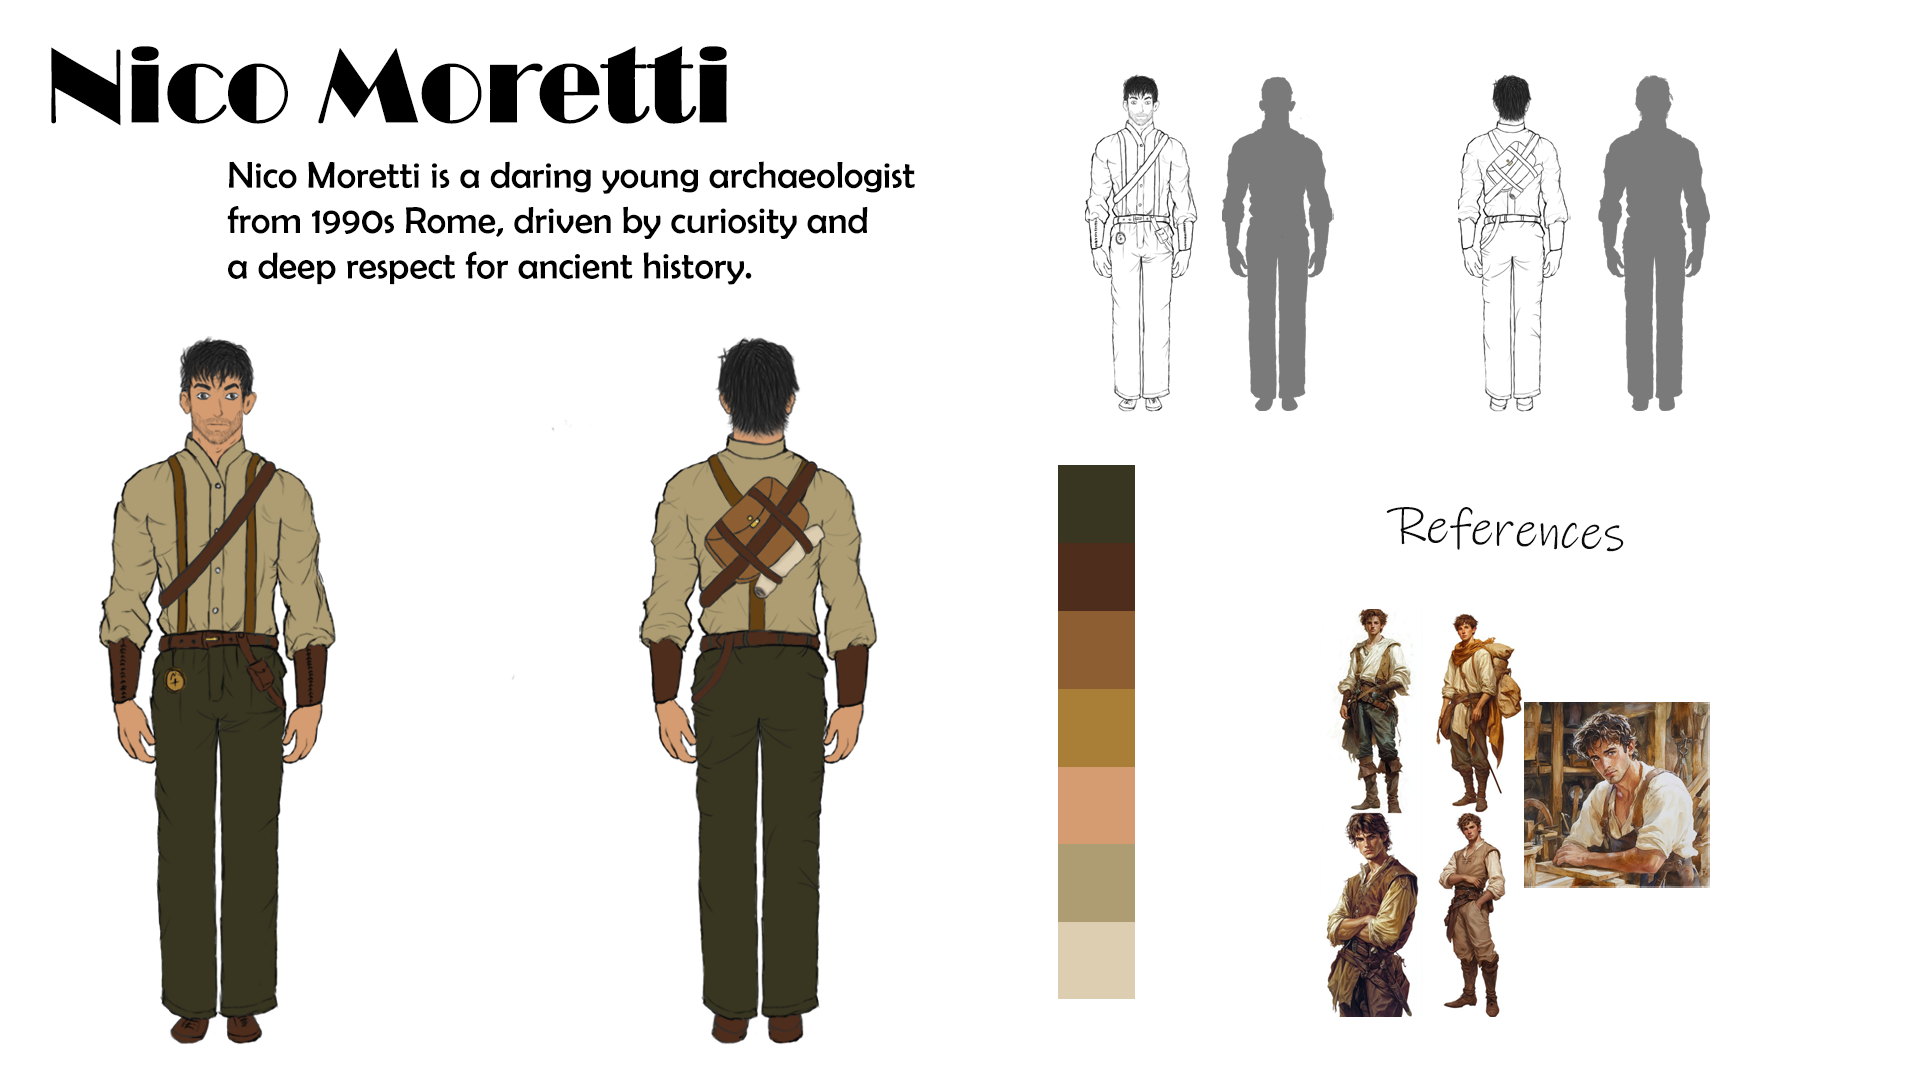 Nico Moretti
Nico Moretti is a daring young archaeologist
from 1990s Rome, driven by curiosity and
a deep respect for ancient history.
References